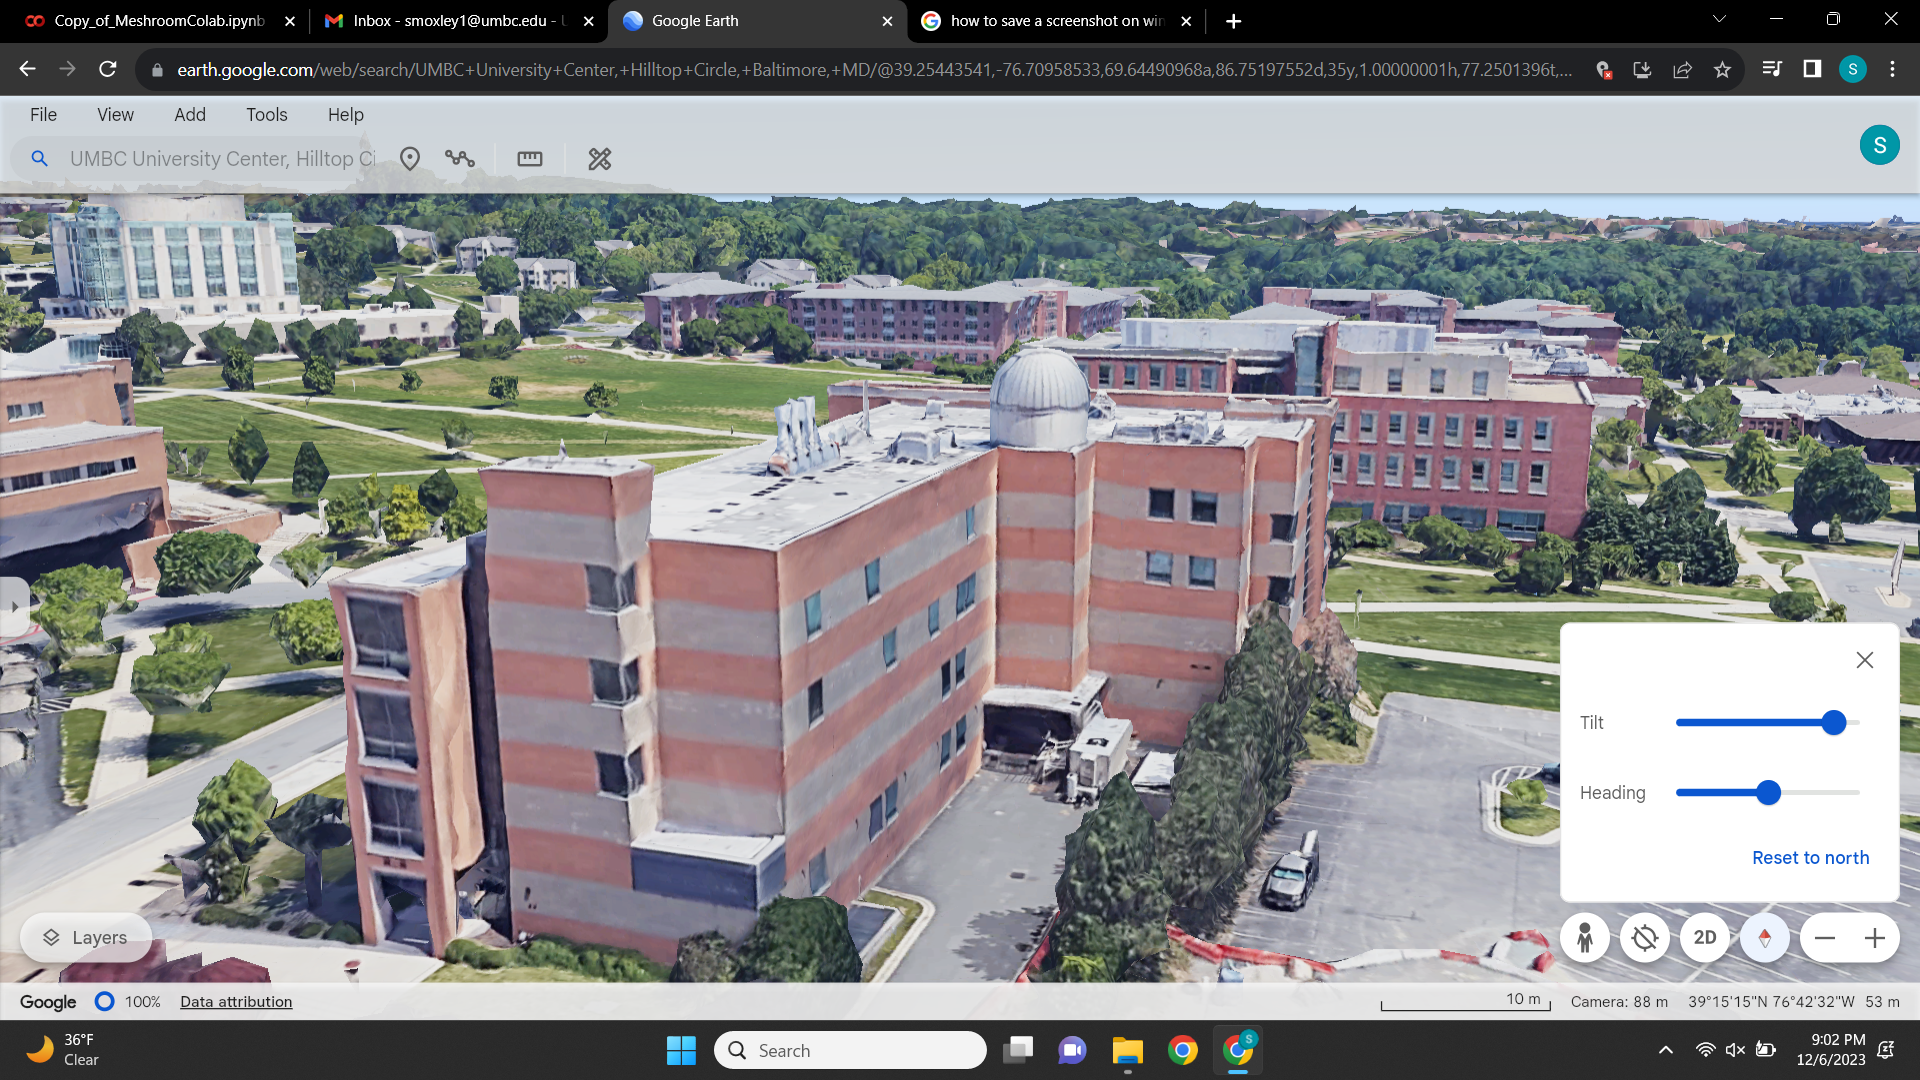 Copy_of_MeshroomColab.ipynb
Inbox - smoxley1@umbc.edu - U
Google Earth
how to save a screenshot on win
earth.google.com/web/search/UMBC+University+Center,+Hilltop+Circle,+Baltimore,+MD/@39.25443541,-76.70958533,69.64490968a,86.75197552d,35y,1.00000001h,77.2501396t,...
S
File View Add Tools Help
UMBC University Center, Hilltop Ci
S
Tilt
Heading
Reset to north
Layers
2D
Google 100% Data attribution
10 m
Camera: 88 m 39°15'15"N 76°42'32"W 53 m
36°F
Clear
Search
S
9:02 PM
12/6/2023